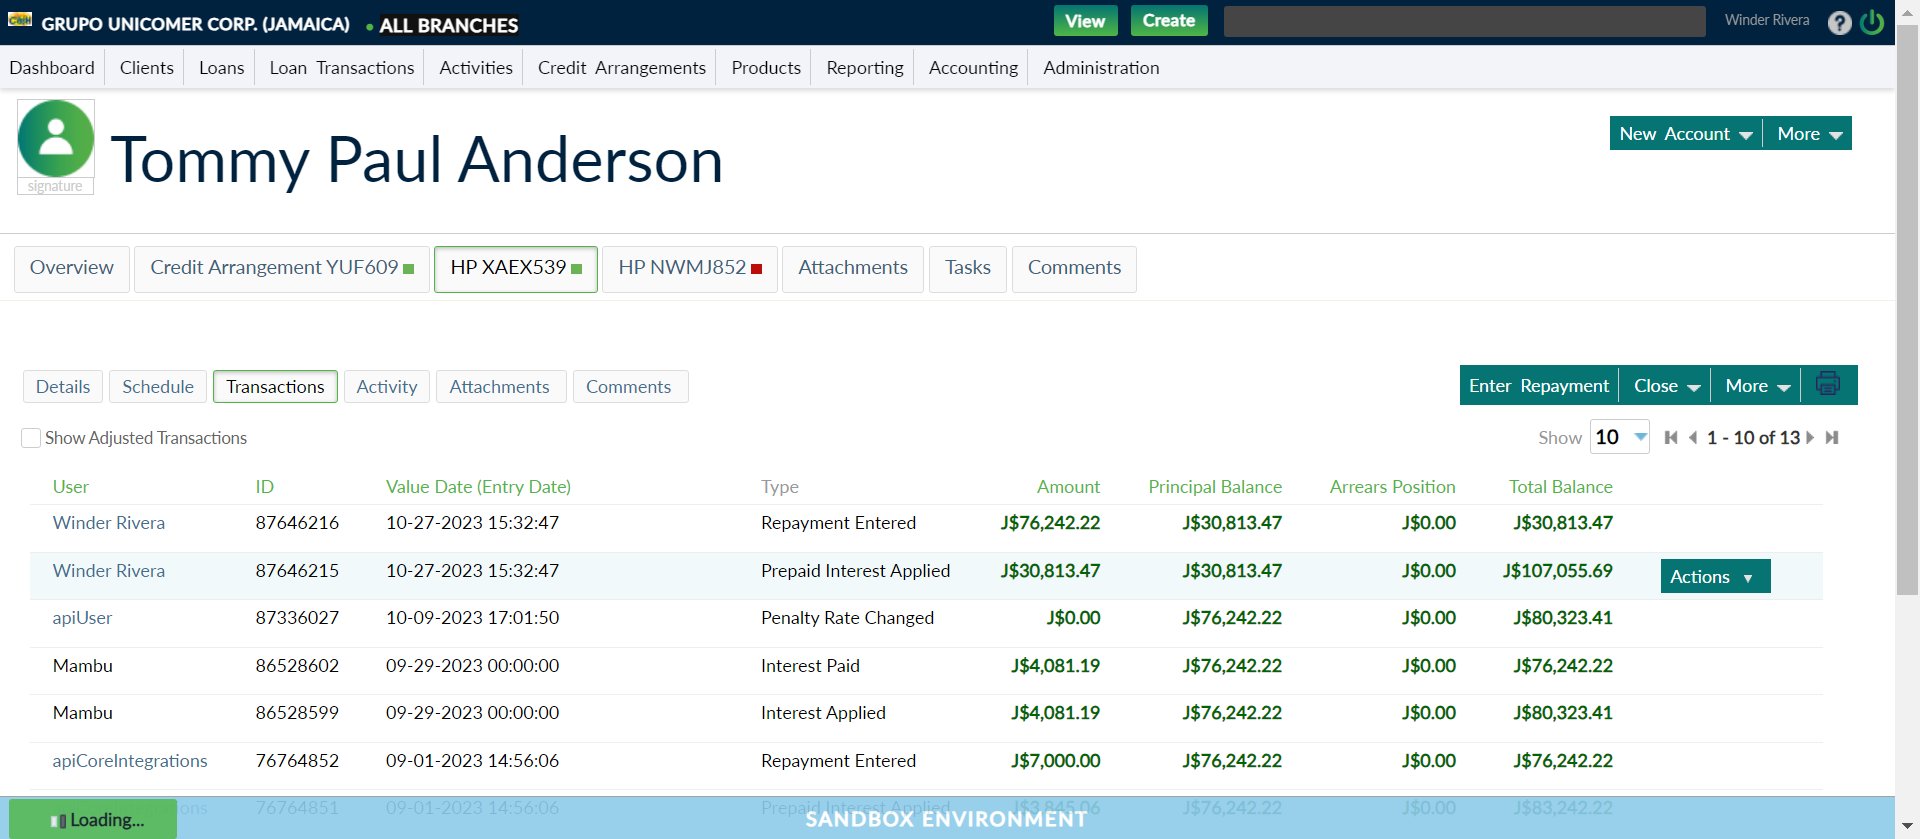 GRUPO UNICOMER CORP. (JAMAICA) • ALL BRANCHES View Create Winder Rivera ?
Dashboard Clients Loans Loan Transactions Activities Credit Arrangements Products Reporting Accounting Administration
Tommy Paul Anderson
signature
New Account More
Overview Credit Arrangement YUF609 HP XAEX539 HP NWMJ852 Attachments Tasks Comments
Details Schedule Transactions Activity Attachments Comments Enter Repayment Close More
Show Adjusted Transactions Show 10 1 - 10 of 13
User ID Value Date (Entry Date) Type Amount Principal Balance Arrears Position Total Balance
Winder Rivera 87646216 10-27-2023 15:32:47 Repayment Entered J$76,242.22 J$30,813.47 J$0.00 J$30,813.47
Winder Rivera 87646215 10-27-2023 15:32:47 Prepaid Interest Applied J$30,813.47 J$30,813.47 J$0.00 J$107,055.69 Actions ▼
apiUser 87336027 10-09-2023 17:01:50 Penalty Rate Changed J$0.00 J$76,242.22 J$0.00 J$80,323.41
Mambu 86528602 09-29-2023 00:00:00 Interest Paid J$4,081.19 J$76,242.22 J$0.00 J$76,242.22
Mambu 86528599 09-29-2023 00:00:00 Interest Applied J$4,081.19 J$76,242.22 J$0.00 J$80,323.41
apiCoreIntegrations 76764852 09-01-2023 14:56:06 Repayment Entered J$7,000.00 J$76,242.22 J$0.00 J$76,242.22
76764851 09-01-2023 14:56:06 Prepaid Interest Applied J$3,845.06 J$76,242.22 J$0.00 J$83,242.22
Loading... SANDBOX ENVIRONMENT